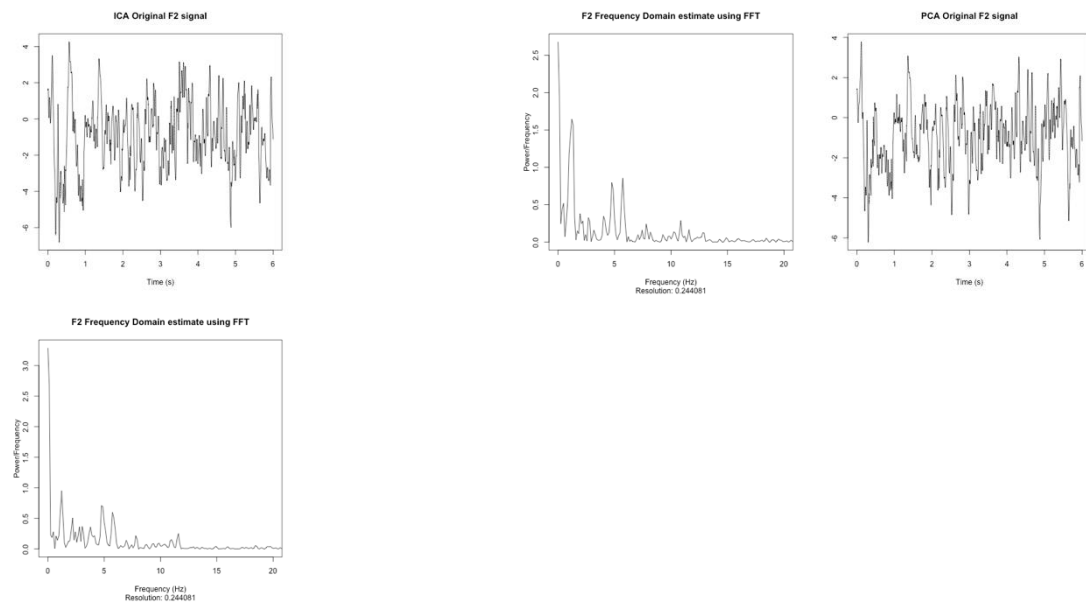 ICA Original F2 signal
4
2
0
-2
-4
-6
0 1 2 3 4 5 6
Time (s)
F2 Frequency Domain estimate using FFT
Power/Frequency
2.5
2.0
1.5
1.0
0.5
0.0
0 5 10 15 20
Frequency (Hz)
Resolution: 0.244081
PCA Original F2 signal
4
2
0
-2
-4
-6
0 1 2 3 4 5 6
Time (s)
F2 Frequency Domain estimate using FFT
Power/Frequency
3.0
2.5
2.0
1.5
1.0
0.5
0.0
0 5 10 15 20
Frequency (Hz)
Resolution: 0.244081